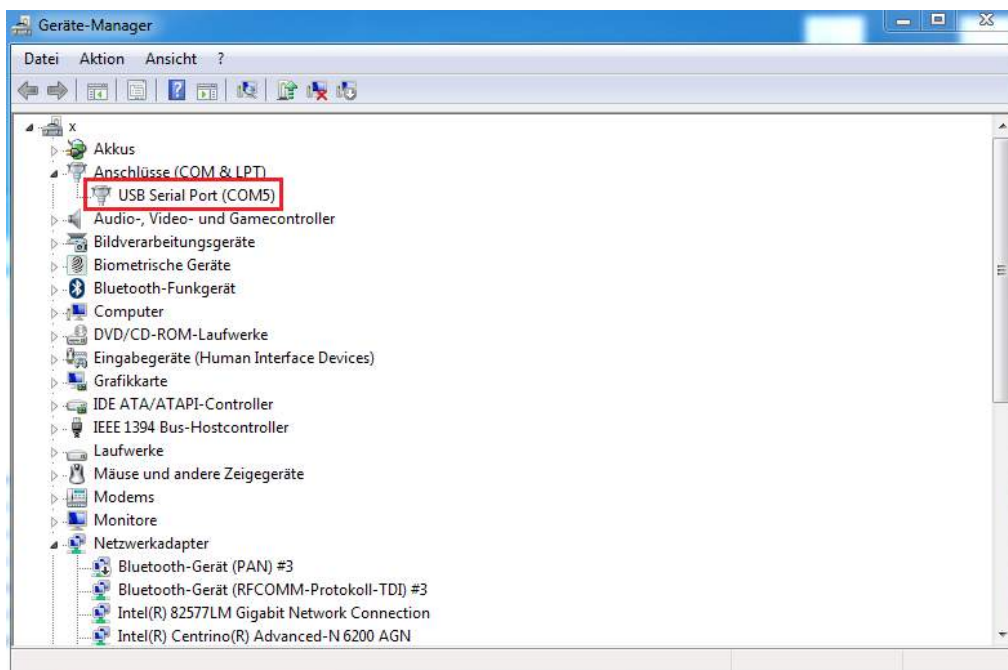 Geräte-Manager
Datei Aktion Ansicht ?
x
Akkus
Anschlüsse (COM & LPT)
USB Serial Port (COM5)
Audio-, Video- und Gamecontroller
Bildverarbeitungsgeräte
Biometrische Geräte
Bluetooth-Funkgerät
Computer
DVD/CD-ROM-Laufwerke
Eingabegeräte (Human Interface Devices)
Grafikkarte
IDE ATA/ATAPI-Controller
IEEE 1394 Bus-Hostcontroller
Laufwerke
Mäuse und andere Zeigegeräte
Modems
Monitore
Netzwerkadapter
Bluetooth-Gerät (PAN) #3
Bluetooth-Gerät (RFCOMM-Protokoll-TDI) #3
Intel(R) 82577LM Gigabit Network Connection
Intel(R) Centrino(R) Advanced-N 6200 AGN